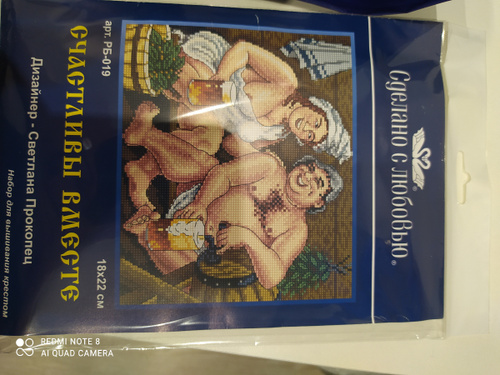 Сделано с любовью®
арт. РБ-019
18х22 см
СЧАСТЛИВЫ ВМЕСТЕ
Дизайнер - Светлана Прокопец
Набор для вышивания крестом
REDMI NOTE 8
AI QUAD CAMERA